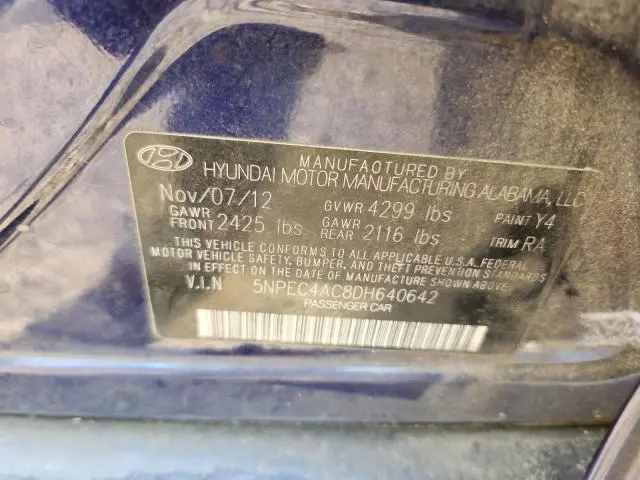 MANUFACTURED BY
HYUNDAI MOTOR MANUFACTURING ALABAMA, LLC
Nov/07/12 GVWR 4299 lbs PAINT Y4
GAWR FRONT 2425 lbs GAWR REAR 2116 lbs TRIM RA
THIS VEHICLE CONFORMS TO ALL APPLICABLE U.S.A. FEDERAL
MOTOR VEHICLE SAFETY, BUMPER, AND THEFT PREVENTION
STANDARDS IN EFFECT ON THE DATE OF MANUFACTURE SHOWN ABOVE.
V.I.N 5NPEC4AC8DH640642
PASSENGER CAR